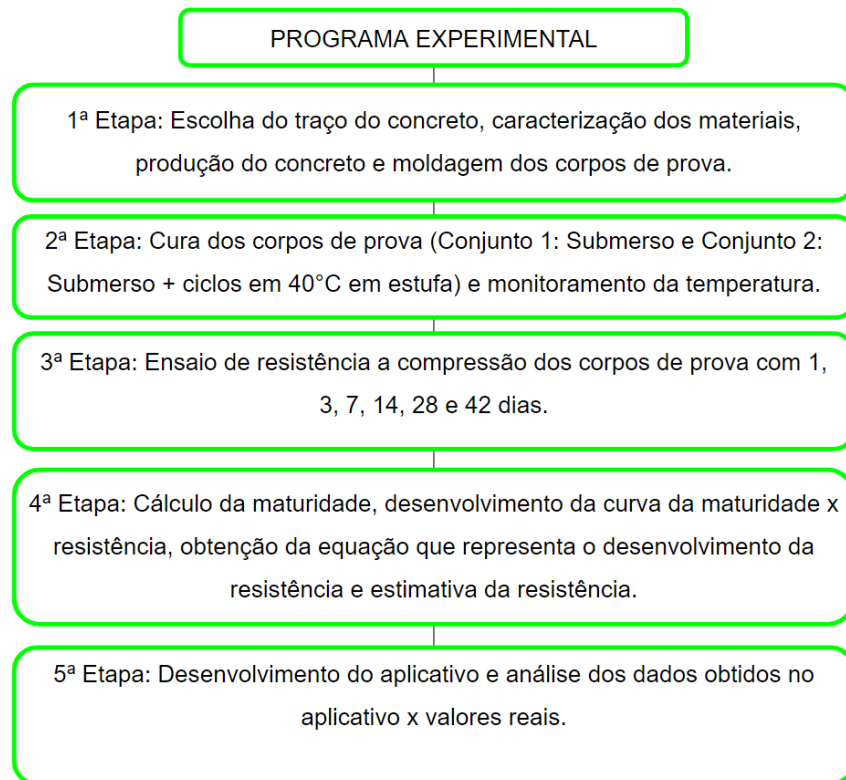 PROGRAMA EXPERIMENTAL
1ª Etapa: Escolha do traço do concreto, caracterização dos materiais,
produção do concreto e moldagem dos corpos de prova.
2ª Etapa: Cura dos corpos de prova (Conjunto 1: Submerso e Conjunto 2:
Submerso + ciclos em 40°C em estufa) e monitoramento da temperatura.
3ª Etapa: Ensaio de resistência a compressão dos corpos de prova com 1,
3, 7, 14, 28 e 42 dias.
4ª Etapa: Cálculo da maturidade, desenvolvimento da curva da maturidade x
resistência, obtenção da equação que representa o desenvolvimento da
resistência e estimativa da resistência.
5ª Etapa: Desenvolvimento do aplicativo e análise dos dados obtidos no
aplicativo x valores reais.